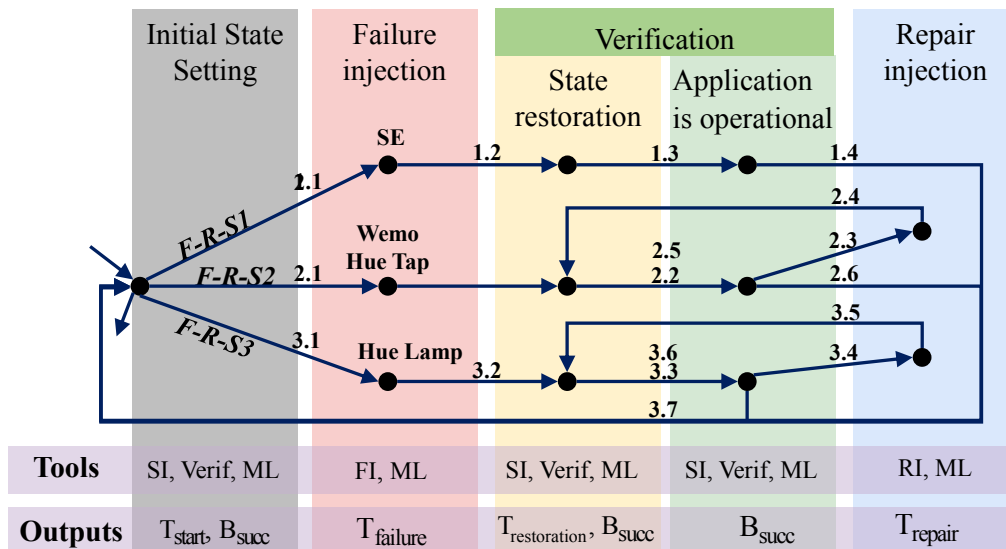 Initial State
Setting
Failure
injection
Verification
State
restoration
Application
is operational
Repair
injection
SE
1.2
1.3
1.4
F-R-S1
2.4
Wemo
Hue Tap
2.5
2.3
F-R-S2
2.1
2.2
2.6
F-R-S3
3.1
3.5
Hue Lamp
3.6
3.4
3.2
3.3
3.7
Tools
SI, Verif, ML
FI, ML
SI, Verif, ML
SI, Verif, ML
RI, ML
Outputs
Tstart, Bsucc
Tfailure
Trestoration, Bsucc
Bsucc
Trepair